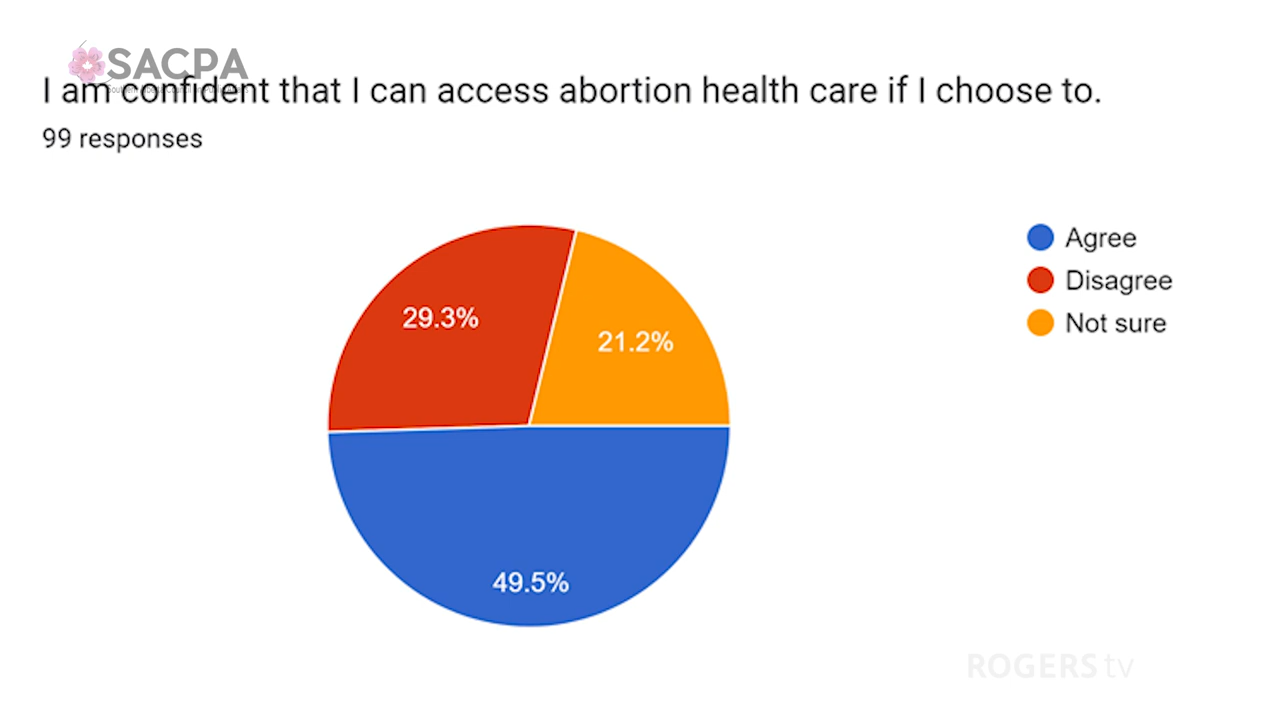 SACPA
I am confident that I can access abortion health care if I choose to.
99 responses
Agree
Disagree
Not sure
29.3%
21.2%
49.5%
ROGERS tv